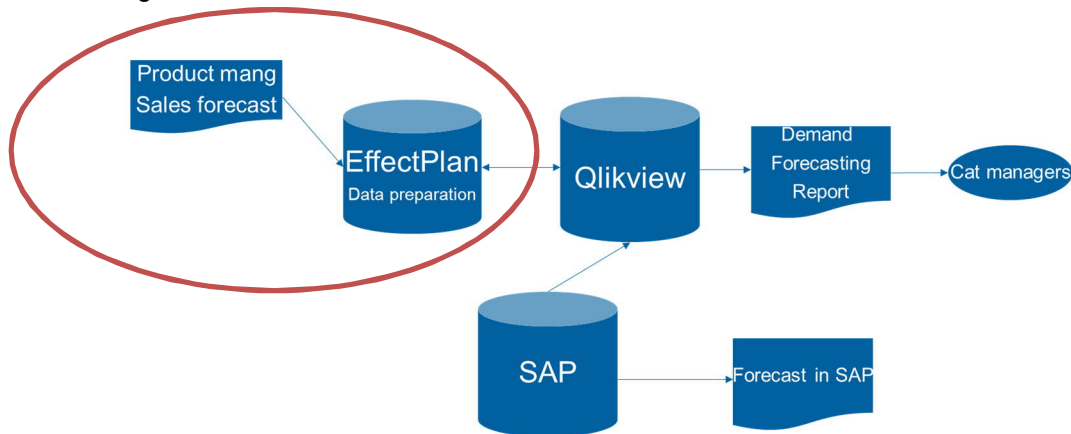 Product mang
Sales forecast
EffectPlan
Data preparation
Qlikview
Demand
Forecasting
Report
Cat managers
SAP
Forecast in SAP